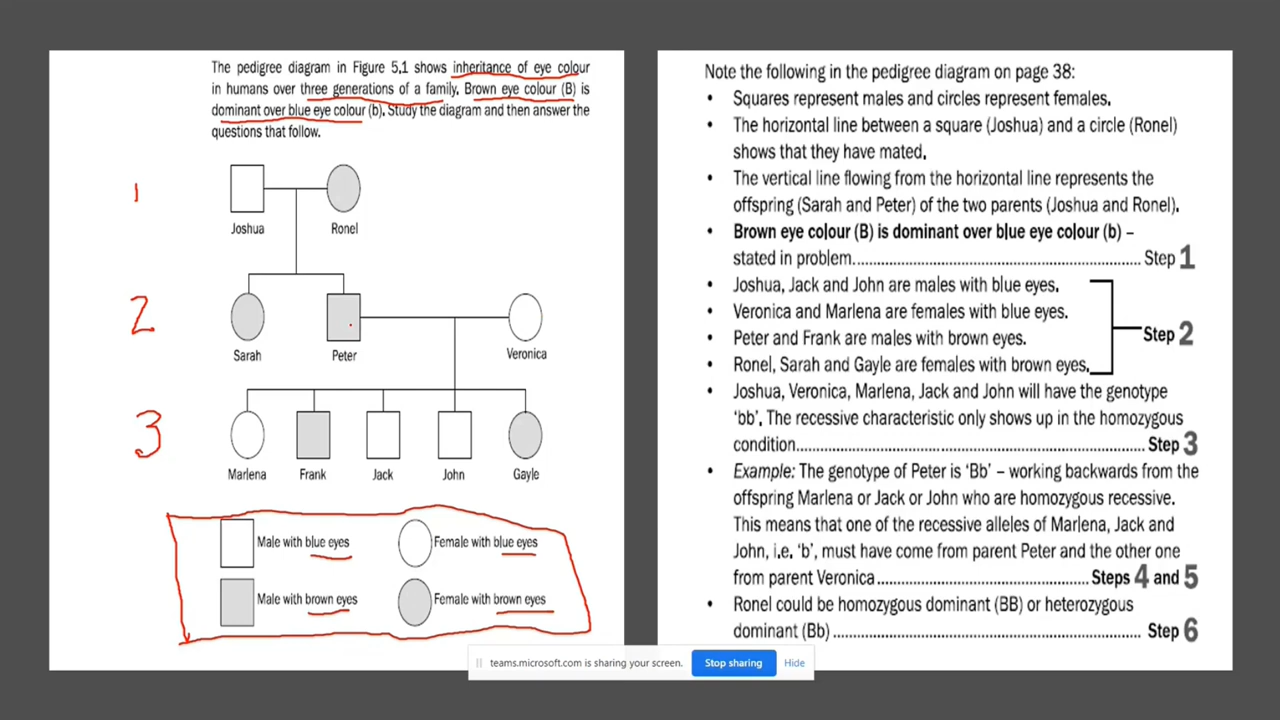 The pedigree diagram in Figure 5.1 shows inheritance of eye colour
in humans over three generations of a family. Brown eye colour (B) is
dominant over blue eye colour (b). Study the diagram and then answer the
questions that follow.
1
Joshua
Ronel
2
Sarah
Peter
Veronica
3
Marlena
Frank
Jack
John
Gayle
Male with blue eyes
Female with blue eyes
Male with brown eyes
Female with brown eyes
Note the following in the pedigree diagram on page 38:
• Squares represent males and circles represent females.
• The horizontal line between a square (Joshua) and a circle (Ronel)
shows that they have mated.
• The vertical line flowing from the horizontal line represents the
offspring (Sarah and Peter) of the two parents (Joshua and Ronel).
• Brown eye colour (B) is dominant over blue eye colour (b) –
stated in problem.......................................................... Step 1
• Joshua, Jack and John are males with blue eyes.
• Veronica and Marlena are females with blue eyes.
• Peter and Frank are males with brown eyes.
• Ronel, Sarah and Gayle are females with brown eyes.
Step 2
• Joshua, Veronica, Marlena, Jack and John will have the genotype
‘bb’. The recessive characteristic only shows up in the homozygous
condition.......................................................... Step 3
• Example: The genotype of Peter is ‘Bb’ – working backwards from the
offspring Marlena or Jack or John who are homozygous recessive.
This means that one of the recessive alleles of Marlena, Jack and
John, i.e. ‘b’, must have come from parent Peter and the other one
from parent Veronica.................................... Steps 4 and 5
• Ronel could be homozygous dominant (BB) or heterozygous
dominant (Bb) .................................................... Step 6
teams.microsoft.com is sharing your screen.
Stop sharing
Hide